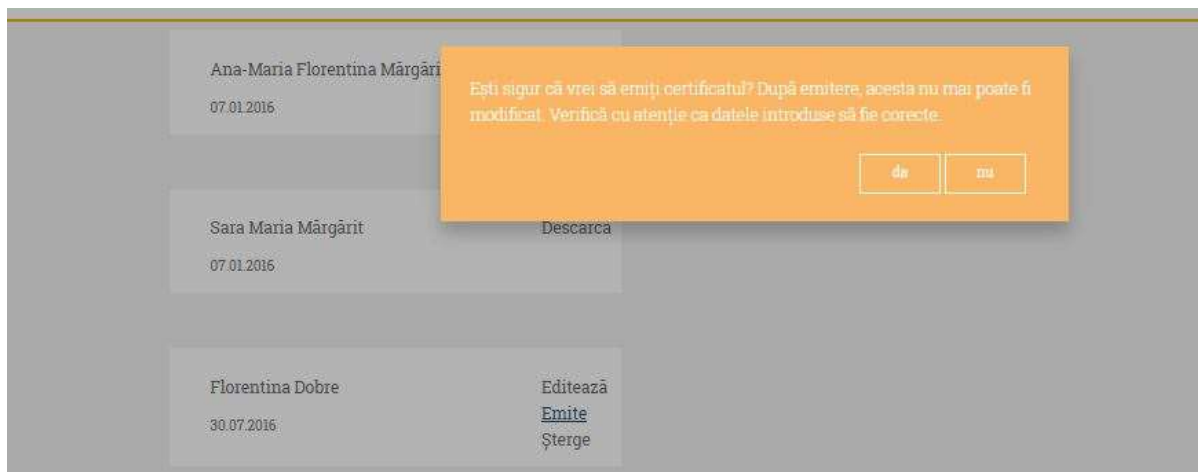 Ana-Maria Florentina Mărgări
07.01.2016
Ești sigur că vrei să emiți certificatul? După emitere, acesta nu mai poate fi
modificat. Verifică cu atenție ca datele introduse să fie corecte.
da nu
Sara Maria Mărgărit Descarca
07.01.2016
Florentina Dobre Editează
30.07.2016 Emite
Șterge